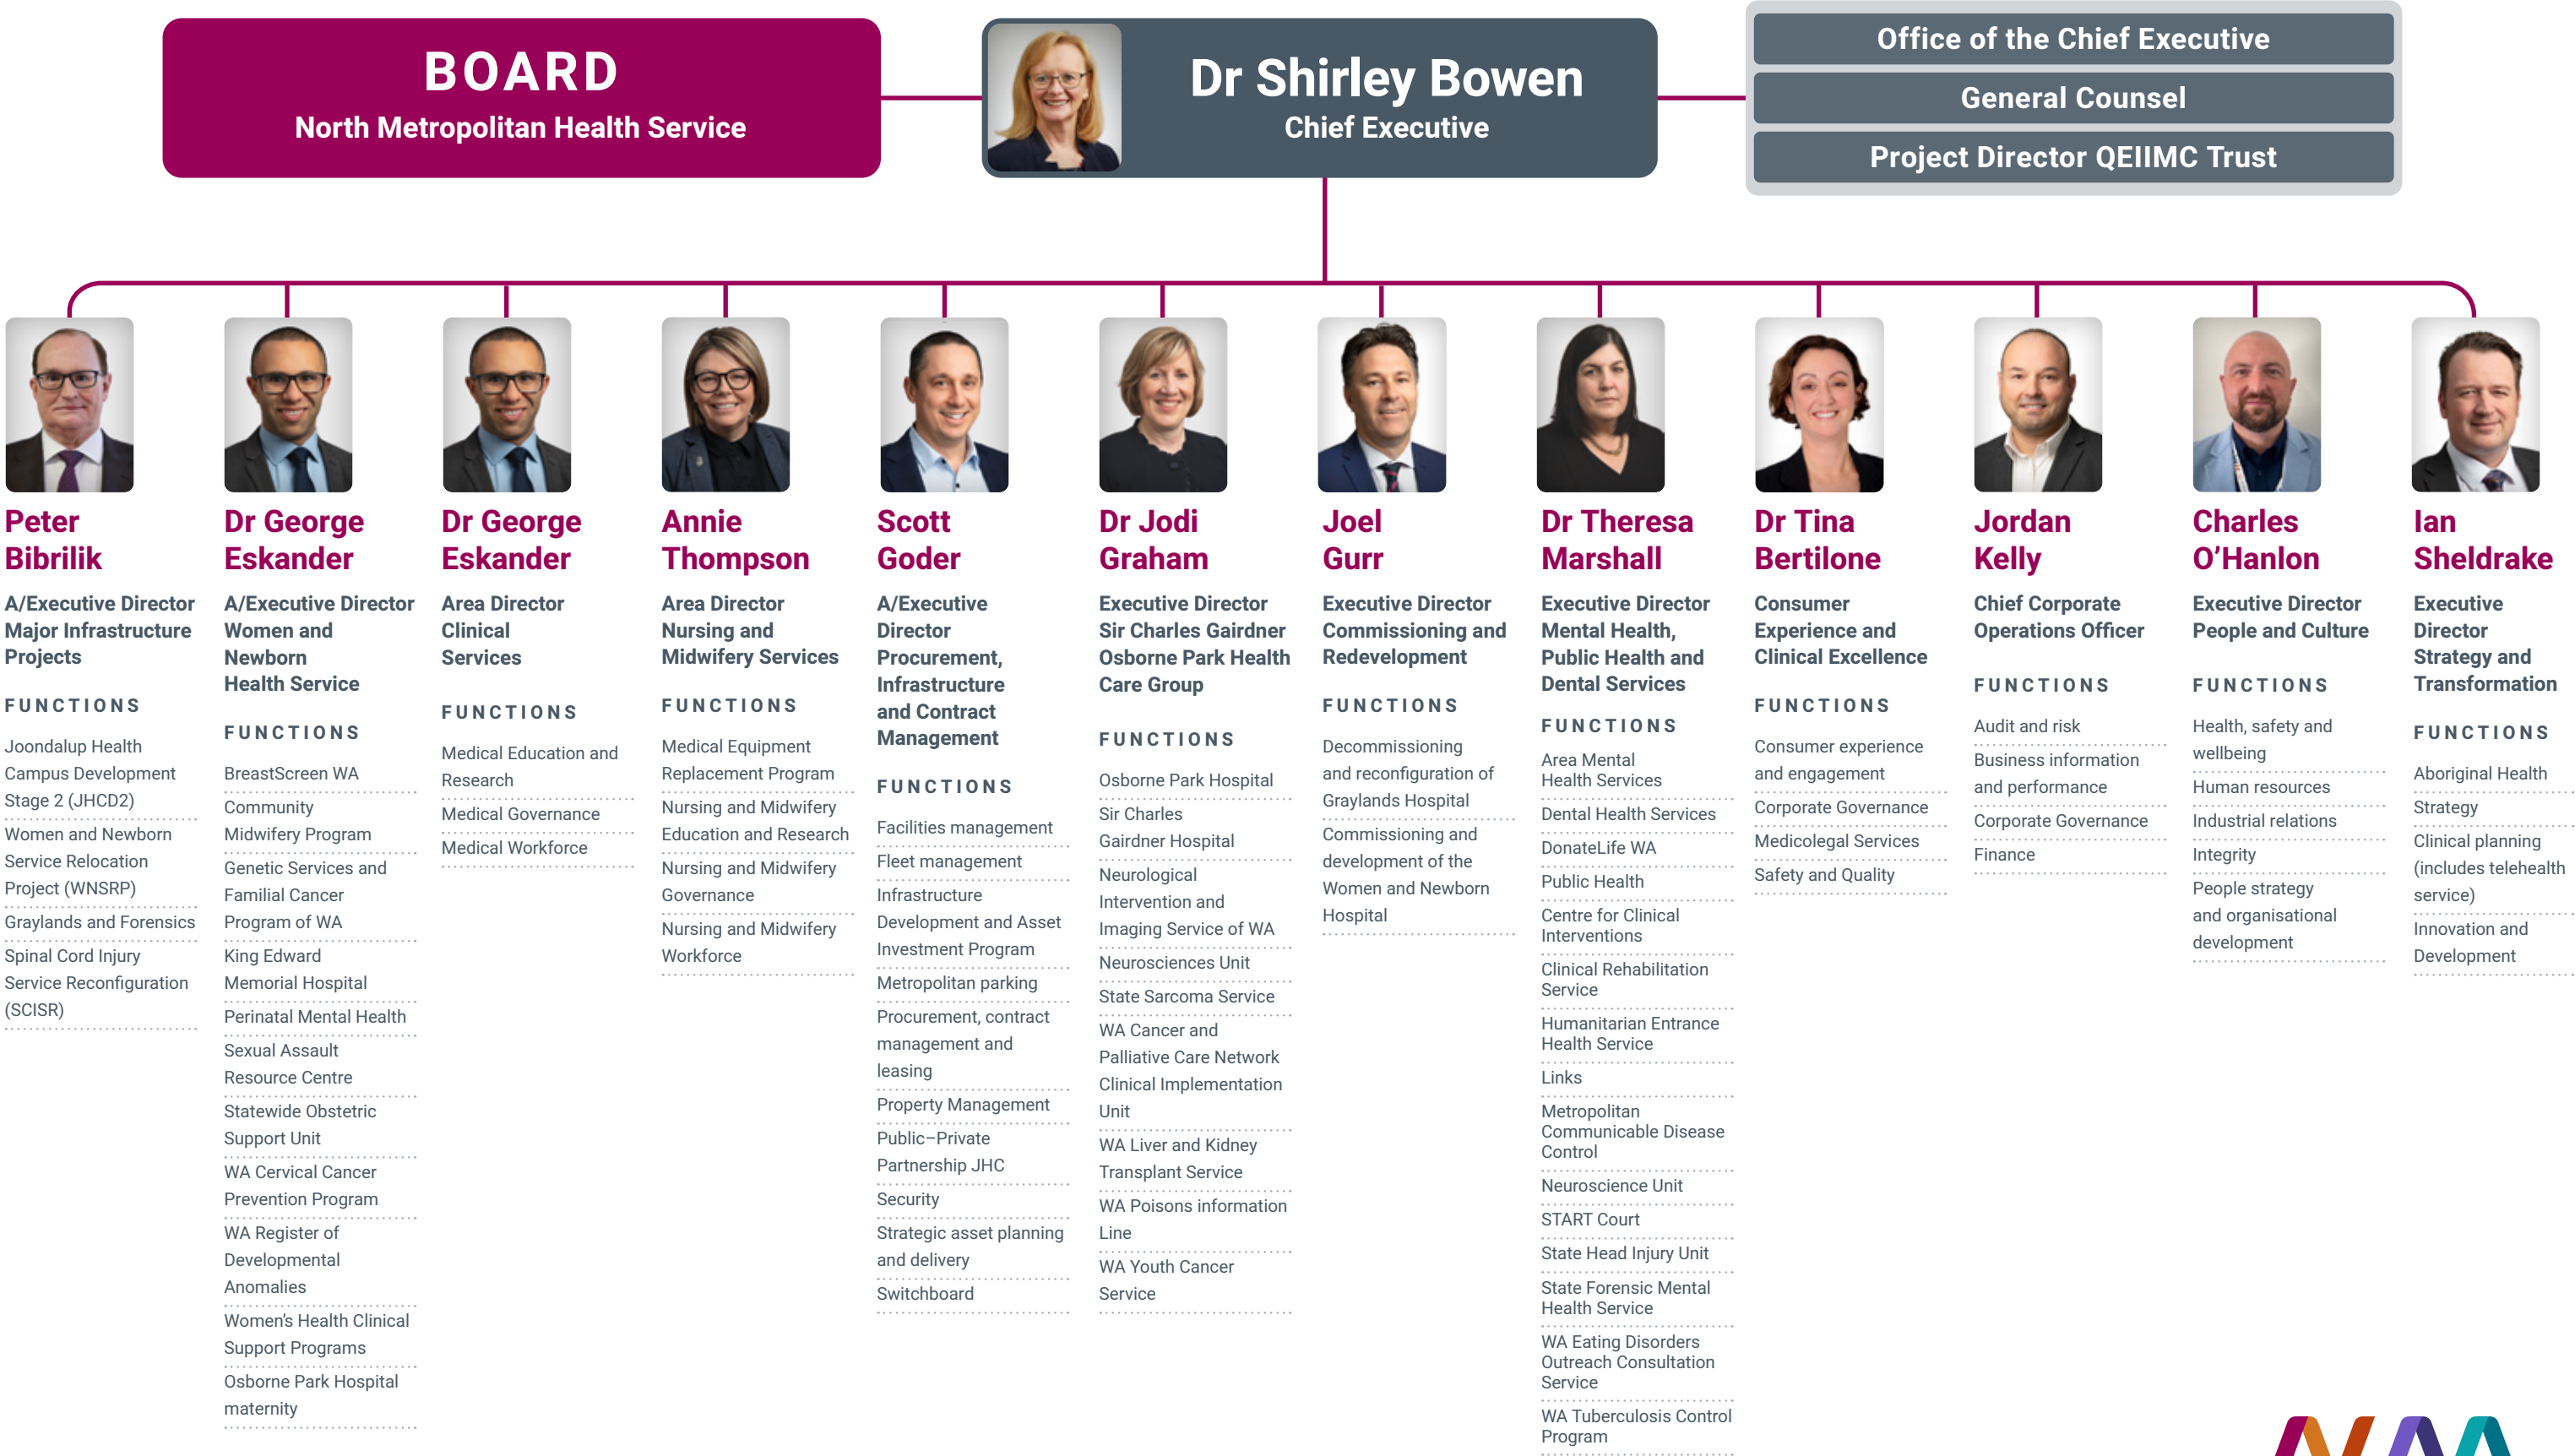 BOARD
North Metropolitan Health Service
Dr Shirley Bowen
Chief Executive
Office of the Chief Executive
General Counsel
Project Director QEIIMC Trust
Peter
Bibrilik
A/Executive Director
Major Infrastructure
Projects
FUNCTIONS
Joondalup Health
Campus Development
Stage 2 (JHCD2)
Women and Newborn
Service Relocation
Project (WNSRP)
Graylands and Forensics
Spinal Cord Injury
Service Reconfiguration
(SCISR)
Dr George
Eskander
A/Executive Director
Women and
Newborn
Health Service
FUNCTIONS
BreastScreen WA
Community
Midwifery Program
Genetic Services and
Familial Cancer
Program of WA
King Edward
Memorial Hospital
Perinatal Mental Health
Sexual Assault
Resource Centre
Statewide Obstetric
Support Unit
WA Cervical Cancer
Prevention Program
WA Register of
Developmental
Anomalies
Women's Health Clinical
Support Programs
Osborne Park Hospital
maternity
Dr George
Eskander
Area Director
Clinical
Services
FUNCTIONS
Medical Education and
Research
Medical Governance
Medical Workforce
Annie
Thompson
Area Director
Nursing and
Midwifery Services
FUNCTIONS
Medical Equipment
Replacement Program
Nursing and Midwifery
Education and Research
Nursing and Midwifery
Governance
Nursing and Midwifery
Workforce
Scott
Goder
A/Executive
Director
Procurement,
Infrastructure
and Contract
Management
FUNCTIONS
Facilities management
Fleet management
Infrastructure
Development and Asset
Investment Program
Metropolitan parking
Procurement, contract
management and
leasing
Property Management
Public–Private
Partnership JHC
Security
Strategic asset planning
and delivery
Switchboard
Dr Jodi
Graham
Executive Director
Sir Charles Gairdner
Osborne Park Health
Care Group
FUNCTIONS
Osborne Park Hospital
Sir Charles
Gairdner Hospital
Neurological
Intervention and
Imaging Service of WA
Neurosciences Unit
State Sarcoma Service
WA Cancer and
Palliative Care Network
Clinical Implementation
Unit
WA Liver and Kidney
Transplant Service
WA Poisons information
Line
WA Youth Cancer
Service
Joel
Gurr
Executive Director
Commissioning and
Redevelopment
FUNCTIONS
Decommissioning
and reconfiguration of
Graylands Hospital
Commissioning and
development of the
Women and Newborn
Hospital
Dr Theresa
Marshall
Executive Director
Mental Health,
Public Health and
Dental Services
FUNCTIONS
Area Mental
Health Services
Dental Health Services
DonateLife WA
Public Health
Centre for Clinical
Interventions
Clinical Rehabilitation
Service
Humanitarian Entrance
Health Service
Links
Metropolitan
Communicable Disease
Control
Neuroscience Unit
START Court
State Head Injury Unit
State Forensic Mental
Health Service
WA Eating Disorders
Outreach Consultation
Service
WA Tuberculosis Control
Program
Dr Tina
Bertilone
Consumer
Experience and
Clinical Excellence
FUNCTIONS
Consumer experience
and engagement
Corporate Governance
Medicolegal Services
Safety and Quality
Jordan
Kelly
Chief Corporate
Operations Officer
FUNCTIONS
Audit and risk
Business information
and performance
Corporate Governance
Finance
Charles
O'Hanlon
Executive Director
People and Culture
FUNCTIONS
Health, safety and
wellbeing
Human resources
Industrial relations
Integrity
People strategy
and organisational
development
Ian
Sheldrake
Executive
Director
Strategy and
Transformation
FUNCTIONS
Aboriginal Health
Strategy
Clinical planning
(includes telehealth
service)
Innovation and
Development